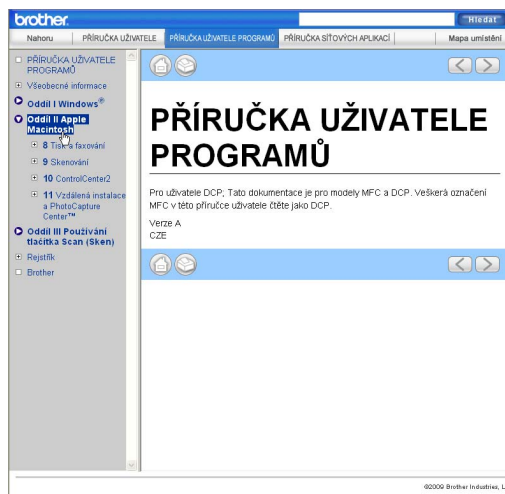 brother
Hledat
Nahoru
PŘÍRUČKA UŽIVATELE
PŘÍRUČKA UŽIVATELE PROGRAMŮ
PŘÍRUČKA SÍŤOVÝCH APLIKACÍ
Mapa umístění
PŘÍRUČKA UŽIVATELE
PROGRAMŮ
Všeobecné informace
Oddíl I Windows®
Oddíl II Apple
Macintosh
8 Tisk a faxování
9 Skenování
10 ControlCenter2
11 Vzdálená instalace
a PhotoCapture
Center™
Oddíl III Používání
tlačítka Scan (Sken)
Rejstřík
Brother
PŘÍRUČKA UŽIVATELE
PROGRAMŮ
Pro uživatele DCP; Tato dokumentace je pro modely MFC a DCP. Veškerá označení
MFC v této příručce uživatele čtěte jako DCP.
Verze A
CZE
©2009 Brother Industries, L